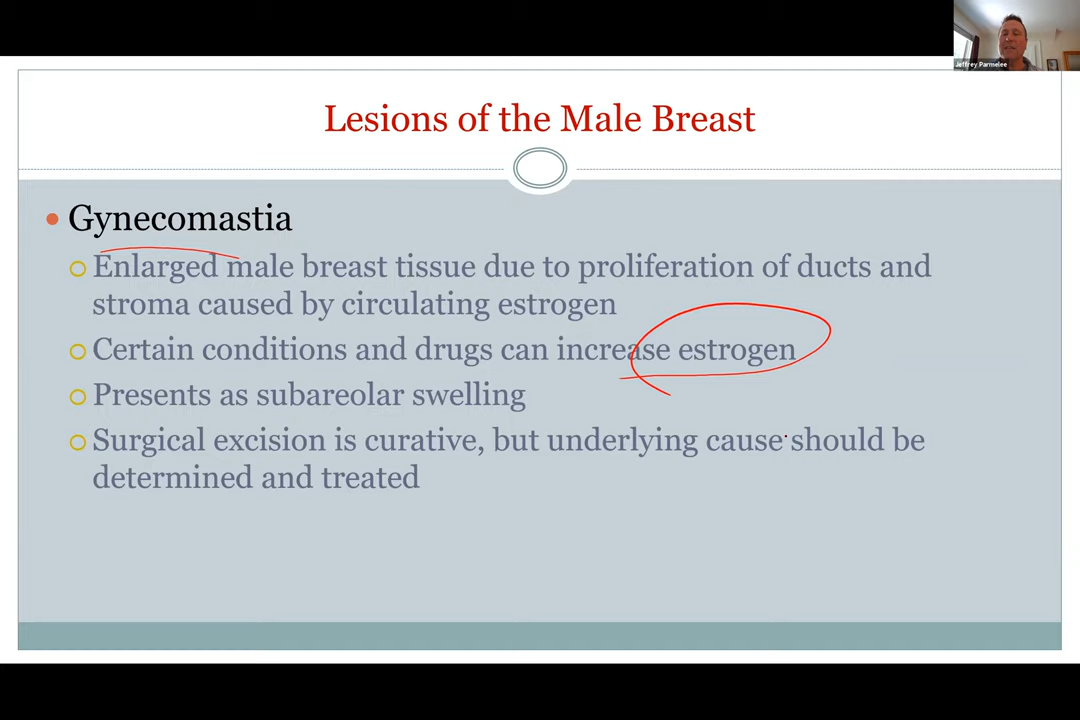 Jeffrey Parmelee
Lesions of the Male Breast
Gynecomastia
Enlarged male breast tissue due to proliferation of ducts and
stroma caused by circulating estrogen
Certain conditions and drugs can increase estrogen
Presents as subareolar swelling
Surgical excision is curative, but underlying cause should be
determined and treated